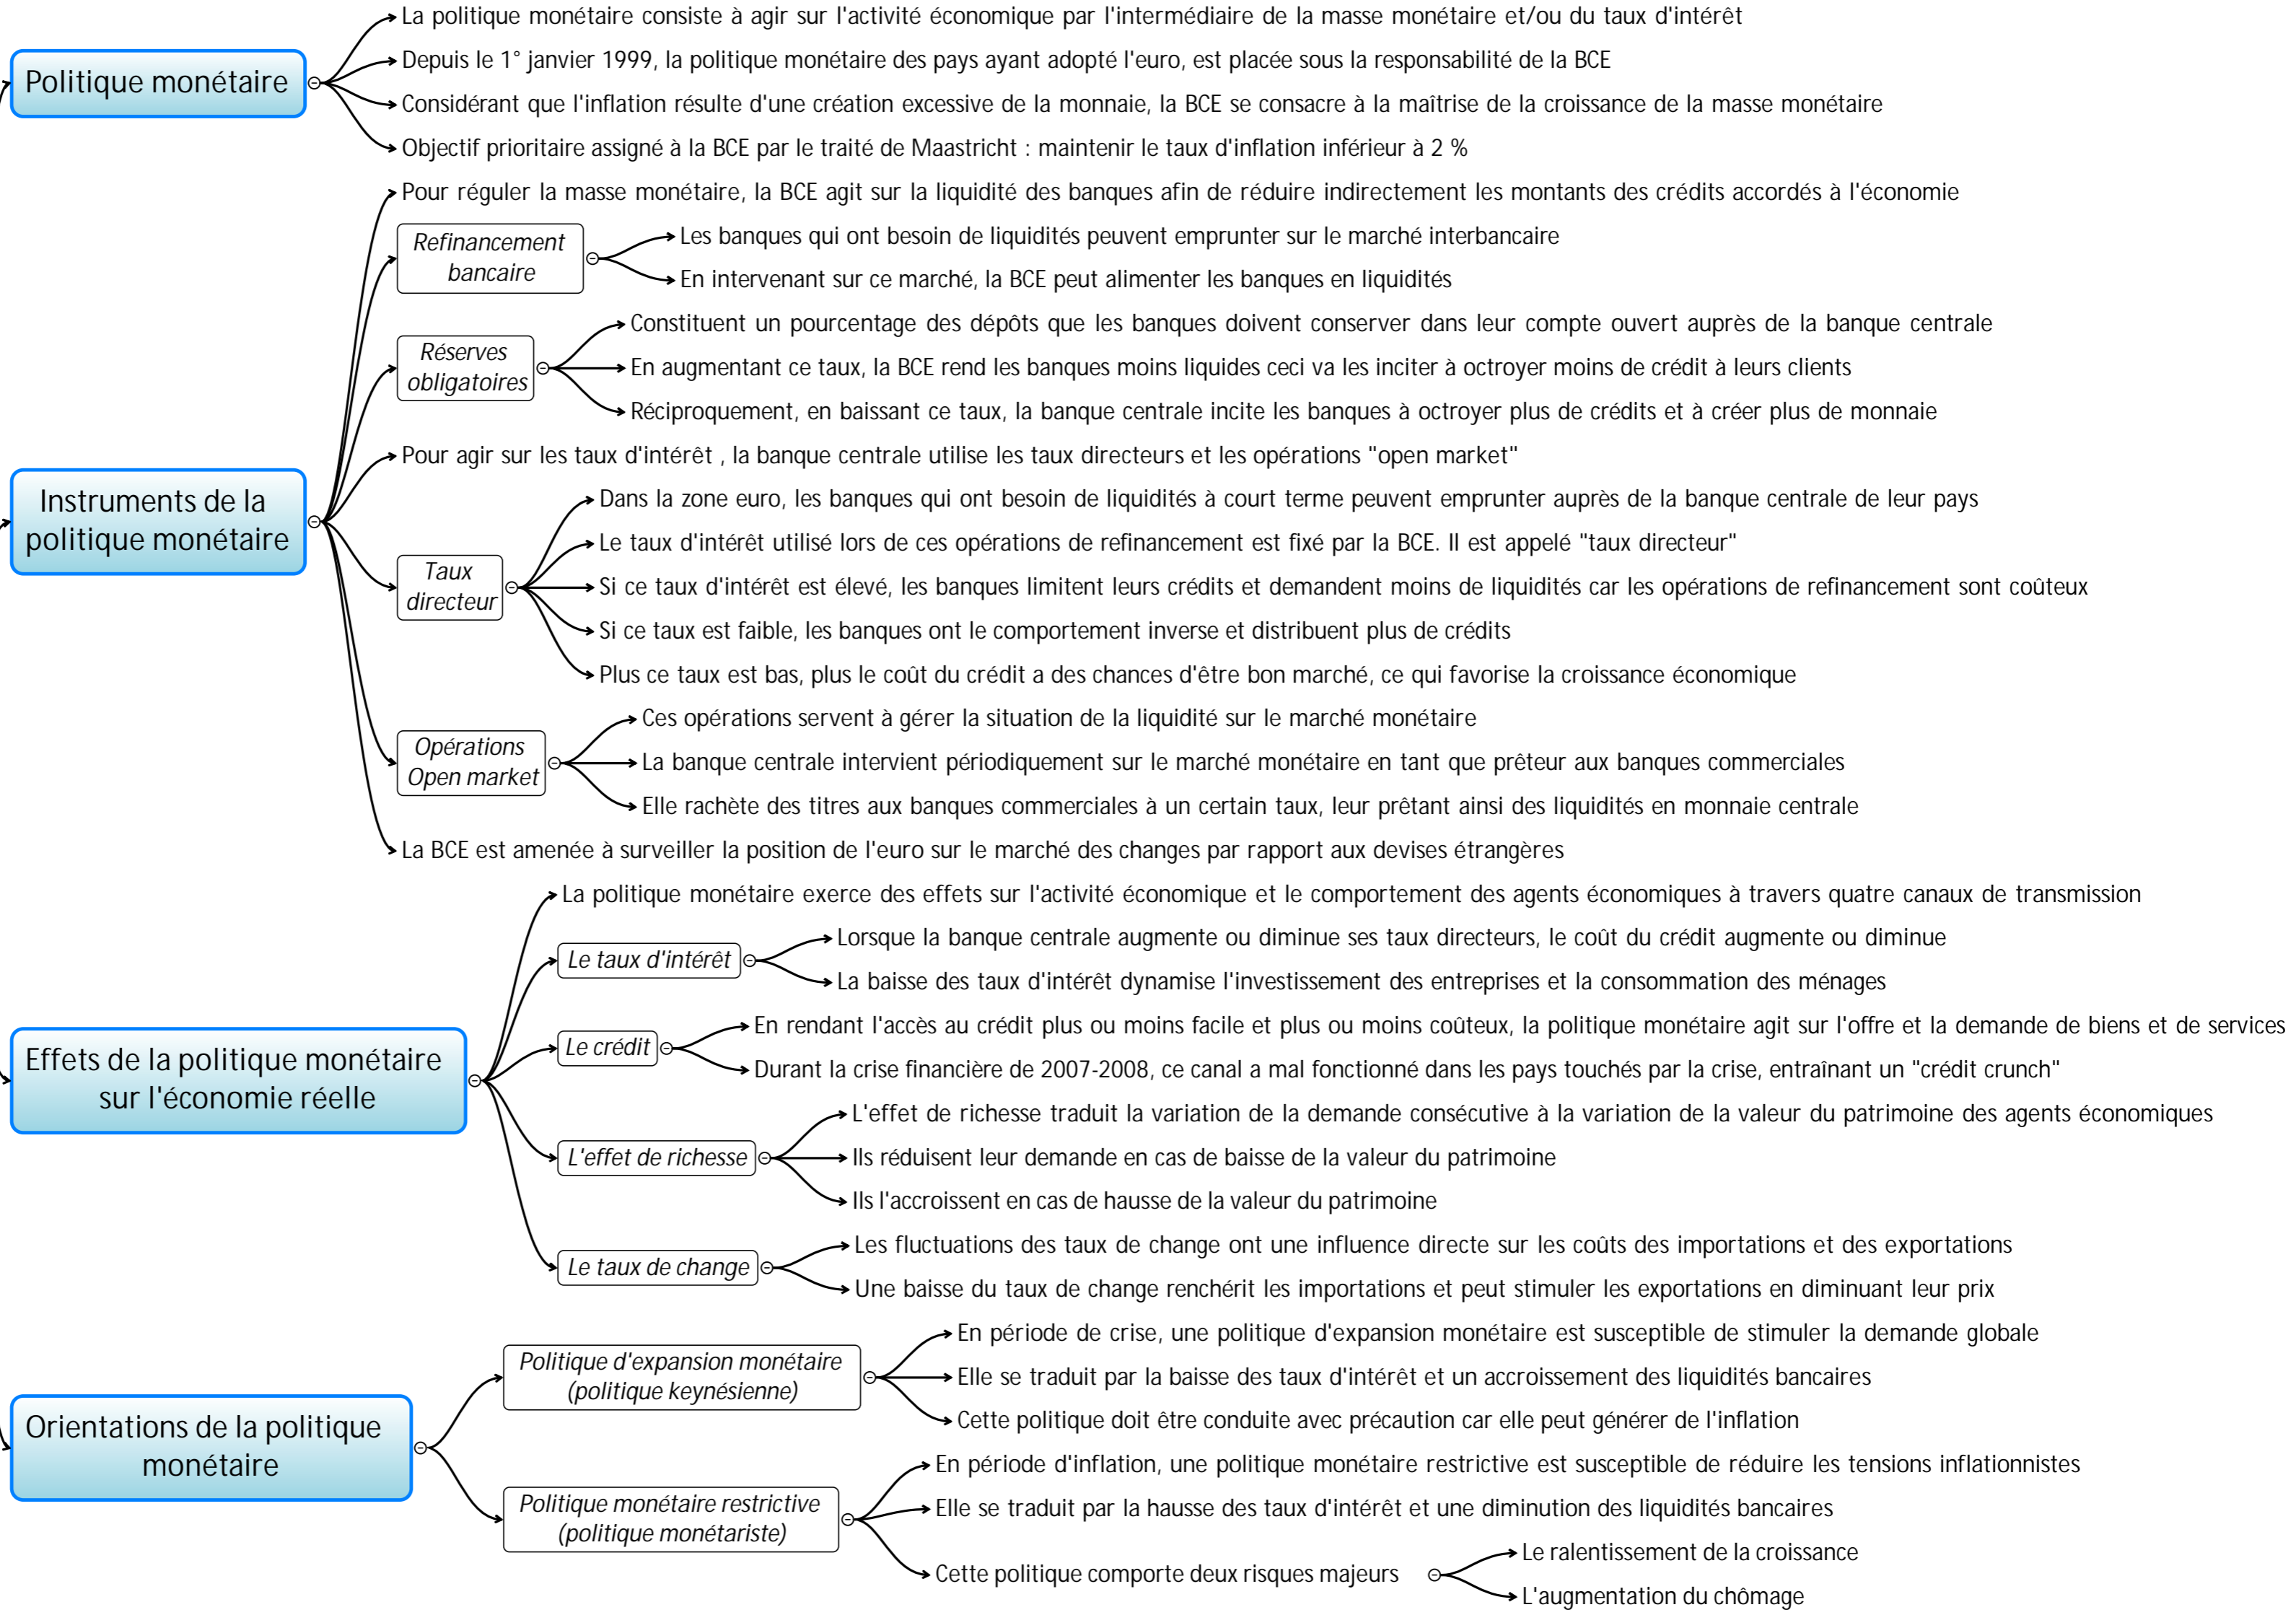 La politique monétaire consiste à agir sur l'activité économique par l'intermédiaire de la masse monétaire et/ou du taux d'intérêt
Politique monétaire
Depuis le 1° janvier 1999, la politique monétaire des pays ayant adopté l'euro, est placée sous la responsabilité de la BCE
Considérant que l'inflation résulte d'une création excessive de la monnaie, la BCE se consacre à la maîtrise de la croissance de la masse monétaire
Objectif prioritaire assigné à la BCE par le traité de Maastricht : maintenir le taux d'inflation inférieur à 2 %
Instruments de la
politique monétaire
Pour réguler la masse monétaire, la BCE agit sur la liquidité des banques afin de réduire indirectement les montants des crédits accordés à l'économie
Refinancement
bancaire
Les banques qui ont besoin de liquidités peuvent emprunter sur le marché interbancaire
En intervenant sur ce marché, la BCE peut alimenter les banques en liquidités
Réserves
obligatoires
Constituent un pourcentage des dépôts que les banques doivent conserver dans leur compte ouvert auprès de la banque centrale
En augmentant ce taux, la BCE rend les banques moins liquides ceci va les inciter à octroyer moins de crédit à leurs clients
Réciproquement, en baissant ce taux, la banque centrale incite les banques à octroyer plus de crédits et à créer plus de monnaie
Pour agir sur les taux d'intérêt , la banque centrale utilise les taux directeurs et les opérations "open market"
Taux
directeur
Dans la zone euro, les banques qui ont besoin de liquidités à court terme peuvent emprunter auprès de la banque centrale de leur pays
Le taux d'intérêt utilisé lors de ces opérations de refinancement est fixé par la BCE. Il est appelé "taux directeur"
Si ce taux d'intérêt est élevé, les banques limitent leurs crédits et demandent moins de liquidités car les opérations de refinancement sont coûteux
Si ce taux est faible, les banques ont le comportement inverse et distribuent plus de crédits
Plus ce taux est bas, plus le coût du crédit a des chances d'être bon marché, ce qui favorise la croissance économique
Opérations
Open market
Ces opérations servent à gérer la situation de la liquidité sur le marché monétaire
La banque centrale intervient périodiquement sur le marché monétaire en tant que prêteur aux banques commerciales
Elle rachète des titres aux banques commerciales à un certain taux, leur prêtant ainsi des liquidités en monnaie centrale
La BCE est amenée à surveiller la position de l'euro sur le marché des changes par rapport aux devises étrangères
Effets de la politique monétaire
sur l'économie réelle
La politique monétaire exerce des effets sur l'activité économique et le comportement des agents économiques à travers quatre canaux de transmission
Le taux d'intérêt
Lorsque la banque centrale augmente ou diminue ses taux directeurs, le coût du crédit augmente ou diminue
La baisse des taux d'intérêt dynamise l'investissement des entreprises et la consommation des ménages
Le crédit
En rendant l'accès au crédit plus ou moins facile et plus ou moins coûteux, la politique monétaire agit sur l'offre et la demande de biens et de services
Durant la crise financière de 2007-2008, ce canal a mal fonctionné dans les pays touchés par la crise, entraînant un "crédit crunch"
L'effet de richesse
L'effet de richesse traduit la variation de la demande consécutive à la variation de la valeur du patrimoine des agents économiques
Ils réduisent leur demande en cas de baisse de la valeur du patrimoine
Ils l'accroissent en cas de hausse de la valeur du patrimoine
Le taux de change
Les fluctuations des taux de change ont une influence directe sur les coûts des importations et des exportations
Une baisse du taux de change renchérit les importations et peut stimuler les exportations en diminuant leur prix
Orientations de la politique
monétaire
Politique d'expansion monétaire
(politique keynésienne)
En période de crise, une politique d'expansion monétaire est susceptible de stimuler la demande globale
Elle se traduit par la baisse des taux d'intérêt et un accroissement des liquidités bancaires
Cette politique doit être conduite avec précaution car elle peut générer de l'inflation
Politique monétaire restrictive
(politique monétariste)
En période d'inflation, une politique monétaire restrictive est susceptible de réduire les tensions inflationnistes
Elle se traduit par la hausse des taux d'intérêt et une diminution des liquidités bancaires
Cette politique comporte deux risques majeurs
Le ralentissement de la croissance
L'augmentation du chômage